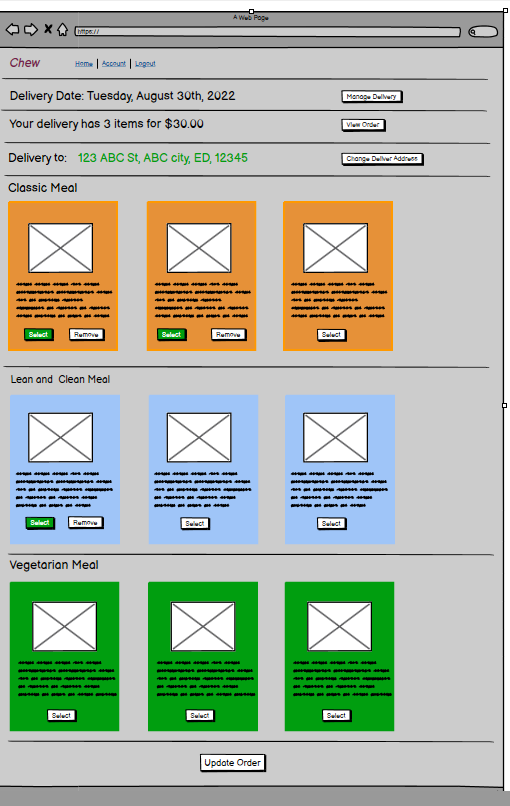 A Web Page
https://
Chew
Home | Account | Logout
Delivery Date: Tuesday, August 30th, 2022
Manage Delivery
Your delivery has 3 items for $30.00
View Order
Delivery to: 123 ABC St, ABC city, ED, 12345
Change Deliver Address
Classic Meal
Select Remove Select Remove Select
Lean and Clean Meal
Select Remove Select Select
Vegetarian Meal
Select Select Select
Update Order